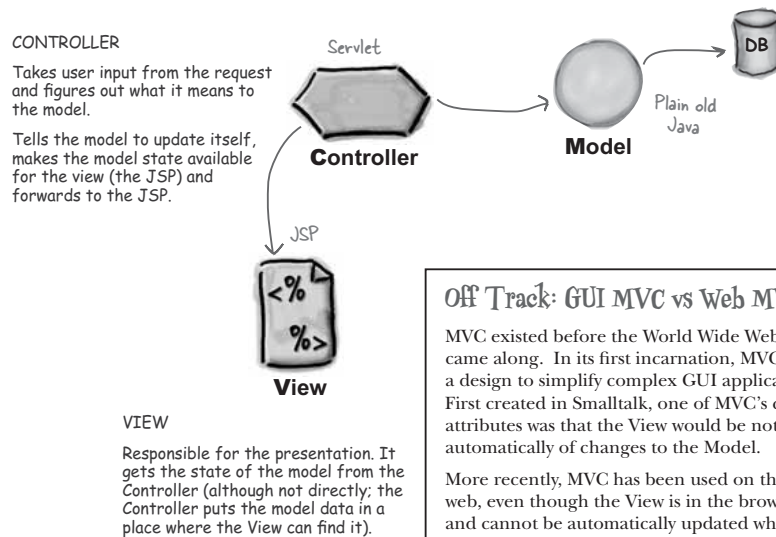 CONTROLLER
Takes user input from the request
and figures out what it means to
the model.
Tells the model to update itself,
makes the model state available
for the view (the JSP) and
forwards to the JSP.
Servlet
Controller
Model
Plain old
Java
DB
JSP
<%
%>
View
VIEW
Responsible for the presentation. It
gets the state of the model from the
Controller (although not directly; the
Controller puts the model data in a
place where the View can find it).
Off Track: GUI MVC vs Web
MVC existed before the World Wide Web
came along. In its first incarnation, MVC
a design to simplify complex GUI
First created in Smalltalk, one of MVC's
attributes was that the View would be
automatically of changes to the Model.
More recently, MVC has been used on the
web, even though the View is in the
and cannot be automatically updated